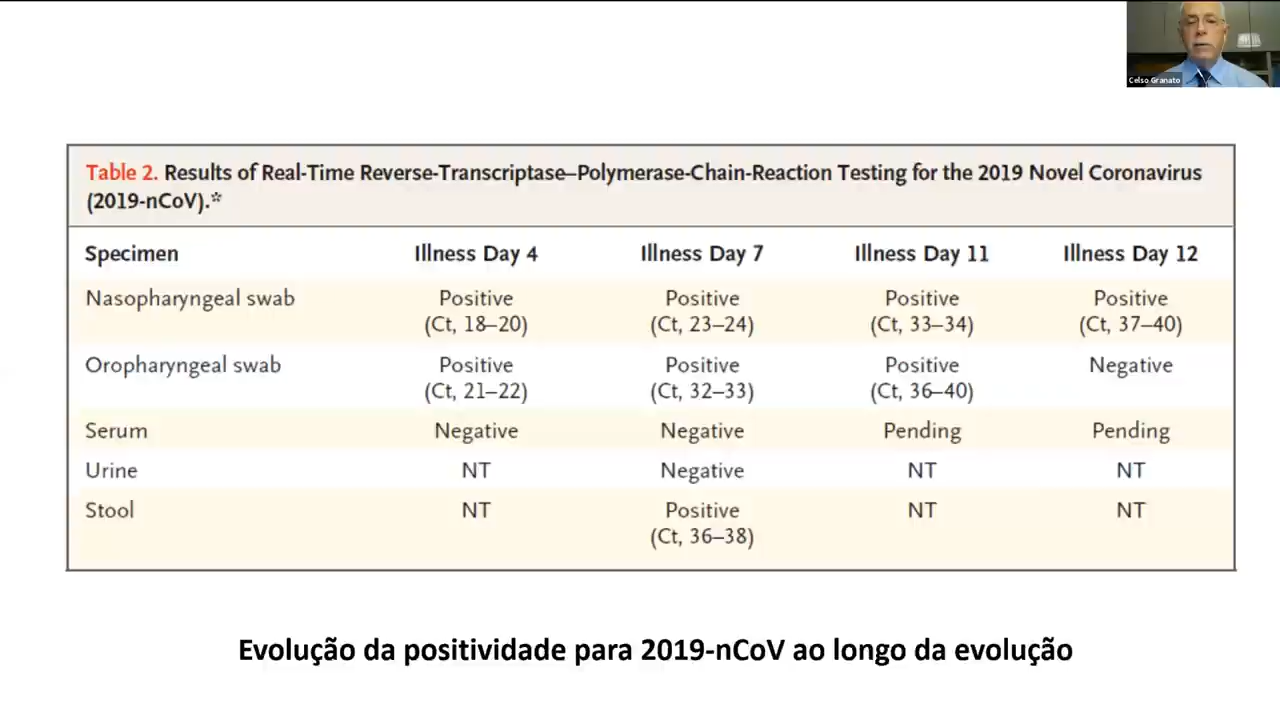 Celso Granato
Table 2. Results of Real-Time Reverse-Transcriptase–Polymerase-Chain-Reaction Testing for the 2019 Novel Coronavirus
(2019-nCoV).*
Specimen Illness Day 4 Illness Day 7 Illness Day 11 Illness Day 12
Nasopharyngeal swab Positive Positive Positive Positive
(Ct, 18–20) (Ct, 23–24) (Ct, 33–34) (Ct, 37–40)
Oropharyngeal swab Positive Positive Positive Negative
(Ct, 21–22) (Ct, 32–33) (Ct, 36–40)
Serum Negative Negative Pending Pending
Urine NT Negative NT NT
Stool NT Positive NT NT
(Ct, 36–38)
Evolução da positividade para 2019-nCoV ao longo da evolução